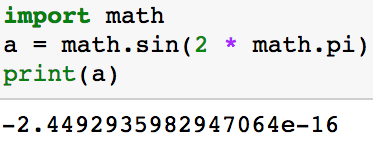 import math
a = math.sin(2 * math.pi)
print(a)
-2.4492935982947064e-16